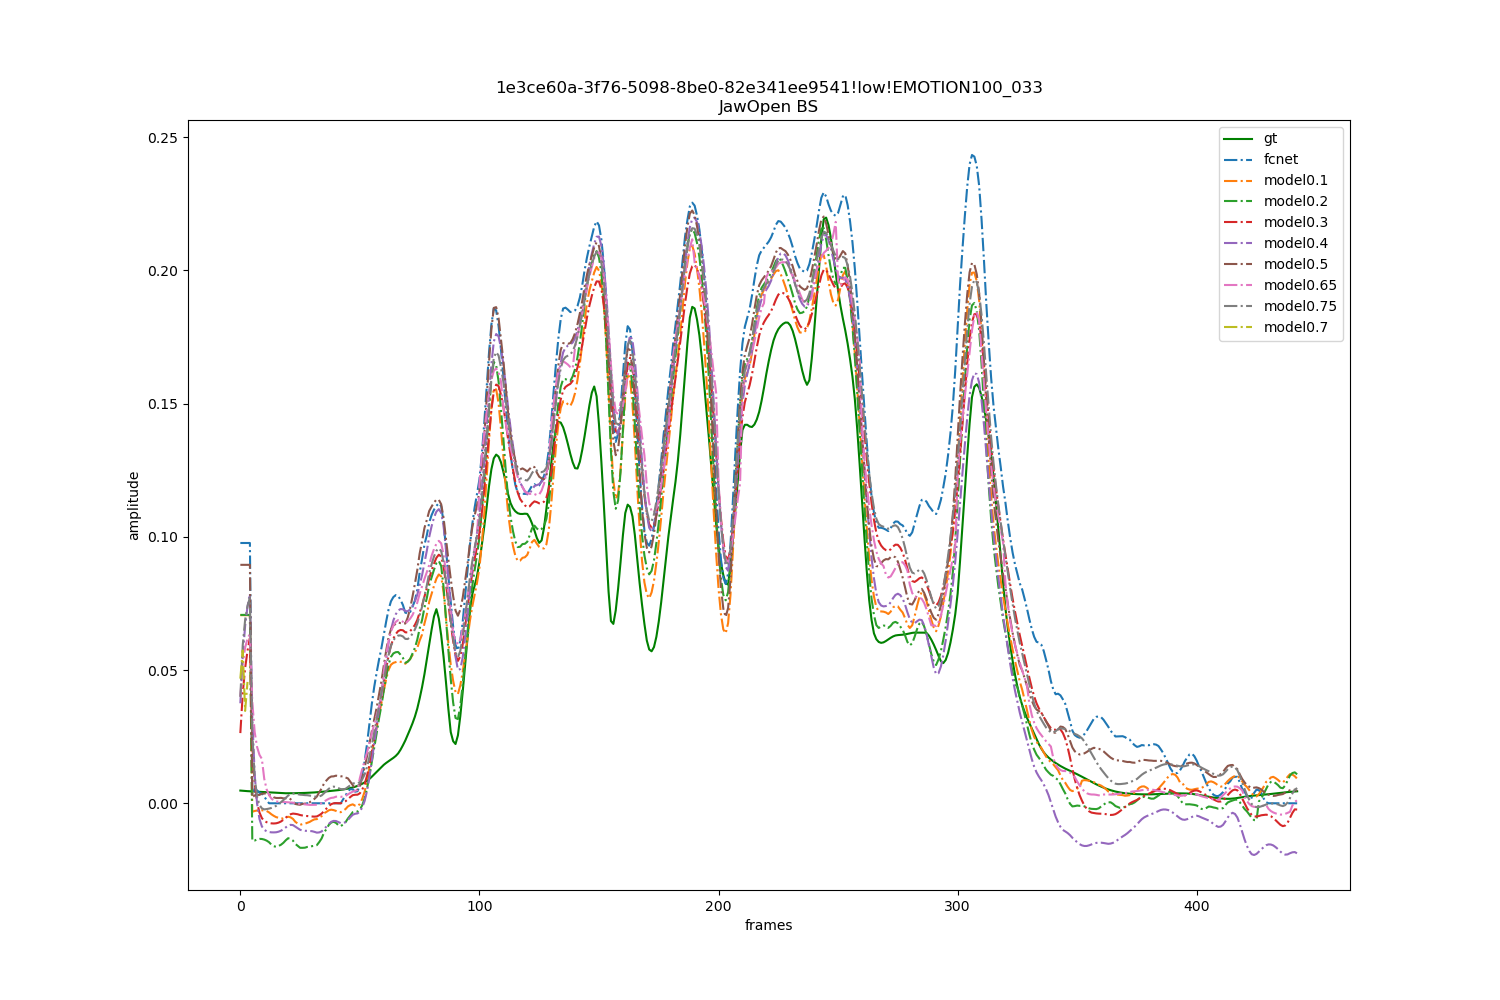 1e3ce60a-3f76-5098-8be0-82e341ee9541!low!EMOTION100_033
JawOpen BS
0.25
0.20
0.15
0.10
0.05
0.00
amplitude
0
100
200
300
400
frames
gt
fcnet
model0.1
model0.2
model0.3
model0.4
model0.5
model0.65
model0.75
model0.7